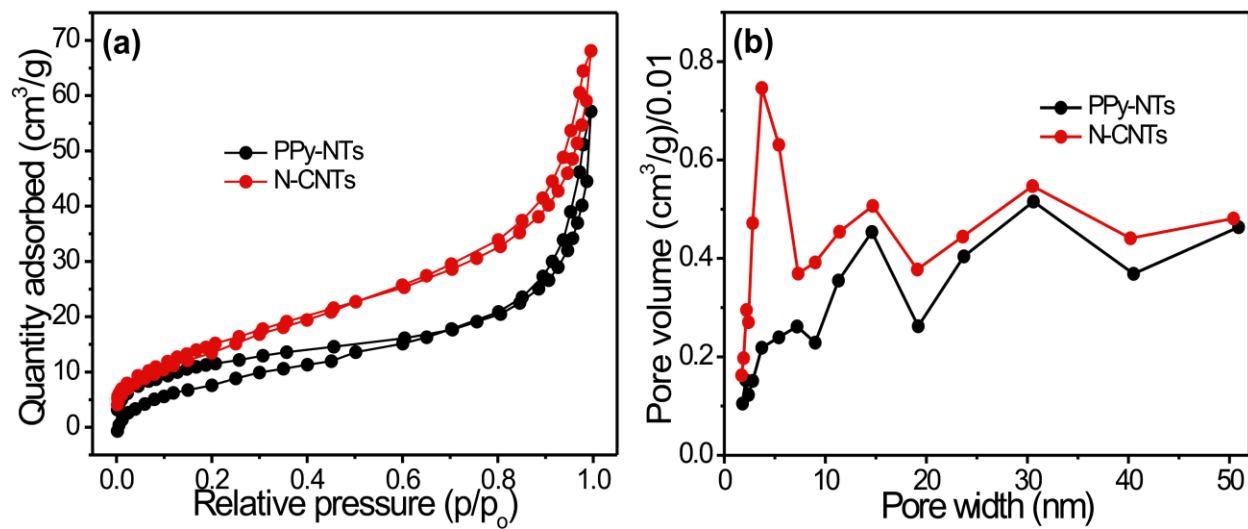 (a)
Quantity adsorbed (cm³/g)
70
60
50
40
30
20
10
0
PPy-NTs
N-CNTs
0.0 0.2 0.4 0.6 0.8 1.0
Relative pressure (p/pₒ)
(b)
Pore volume (cm³/g)/0.01
0.8
0.6
0.4
0.2
0.0
PPy-NTs
N-CNTs
0 10 20 30 40 50
Pore width (nm)